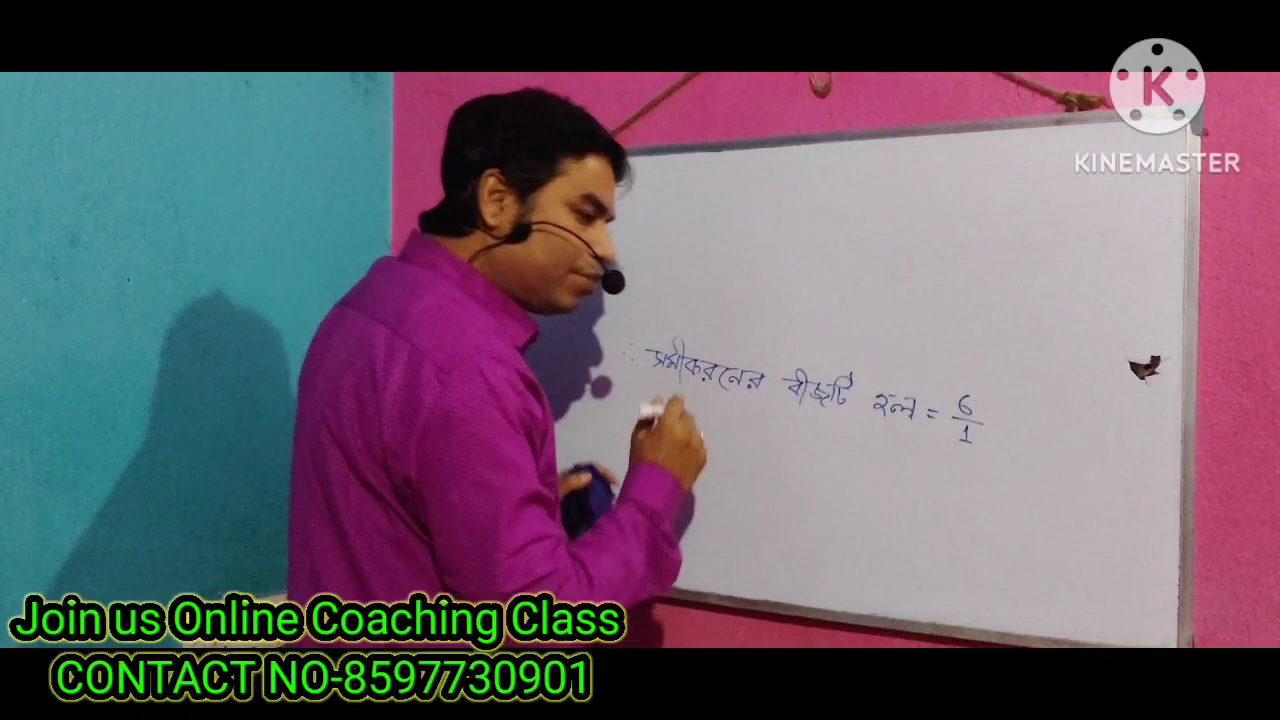 K
KINEMASTER
∴ সমীকরনের বীজটি হল = 6/1
Join us Online Coaching Class
CONTACT NO-8597730901